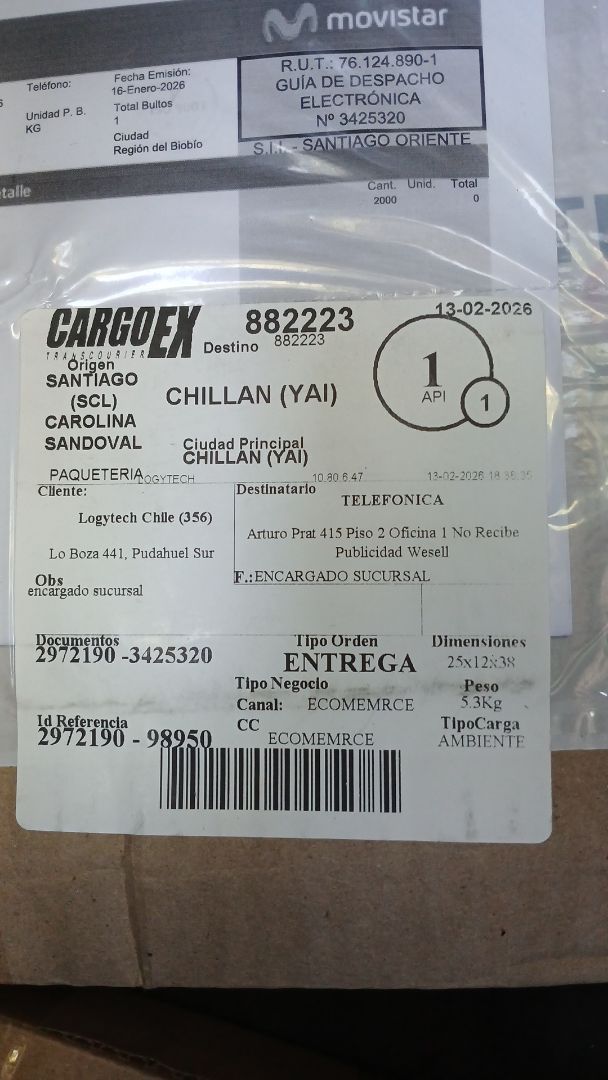 movistar
R.U.T.: 76.124.890-1
GUÍA DE DESPACHO
ELECTRÓNICA
Nº 3425320
S.I.I. - SANTIAGO ORIENTE
Teléfono:
Fecha Emisión:
16-Enero-2026
Unidad P. B.
KG
Total Bultos
1
Ciudad
Región del Biobío
talle
Cant. Unid. Total
2000 0
CARGOEX
TRANSCOURIER
882223
13-02-2026
Destino 882223
Origen
SANTIAGO
(SCL)
CAROLINA
SANDOVAL
CHILLAN (YAI)
1
API
1
Ciudad Principal
CHILLAN (YAI)
PAQUETERIA LOGYTECH 10.80.6.47 13-02-2026
Cliente:
Logytech Chile (356)
Lo Boza 441, Pudahuel Sur
Destinatario
TELEFONICA
Arturo Prat 415 Piso 2 Oficina 1 No Recibe
Publicidad Wesell
F.:ENCARGADO SUCURSAL
Obs
encargado sucursal
Documentos
2972190 -3425320
Tipo Orden
ENTREGA
Dimensiones
25x12x38
Tipo Negocio
Canal: ECOMEMRCE
Peso
5.3Kg
Id Referencia
2972190 - 98950
CC
ECOMEMRCE
TipoCarga
AMBIENTE